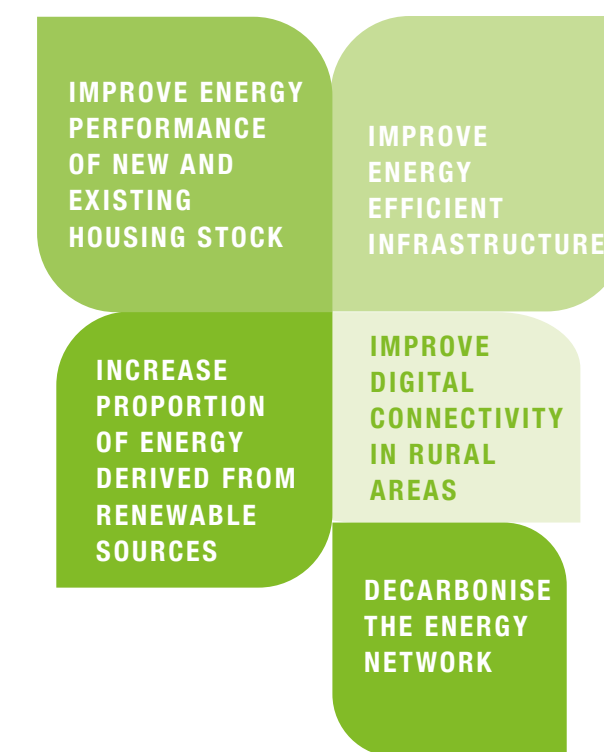 IMPROVE ENERGY
PERFORMANCE
OF NEW AND
EXISTING
HOUSING STOCK
IMPROVE
ENERGY
EFFICIENT
INFRASTRUCTURE
INCREASE
PROPORTION
OF ENERGY
DERIVED FROM
RENEWABLE
SOURCES
IMPROVE
DIGITAL
CONNECTIVITY
IN RURAL
AREAS
DECARBONISE
THE ENERGY
NETWORK